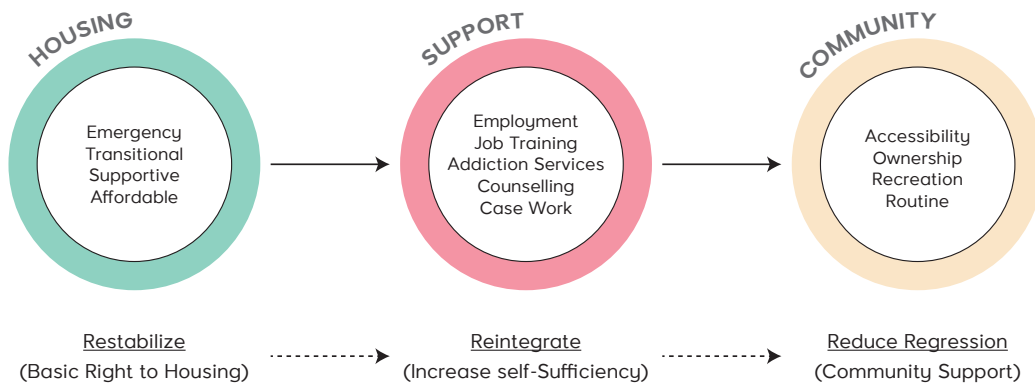 HOUSING
Emergency
Transitional
Supportive
Affordable
SUPPORT
Employment
Job Training
Addiction Services
Counselling
Case Work
COMMUNITY
Accessibility
Ownership
Recreation
Routine
Restabilize
(Basic Right to Housing)
Reintegrate
(Increase self-Sufficiency)
Reduce Regression
(Community Support)